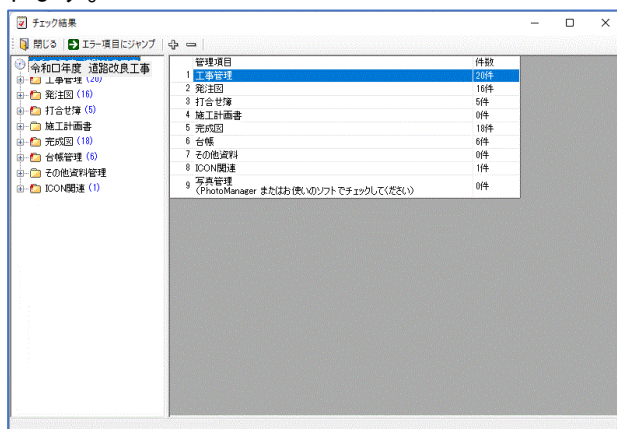 チェック結果
閉じる エラー項目にジャンプ
令和口年度 道路改良工事
工事管理 (20)
発注図 (16)
打合せ簿 (5)
施工計画書
完成図 (18)
台帳管理 (6)
その他資料管理
ICON関連 (1)
管理項目 件数
1 工事管理 20件
2 発注図 16件
3 打合せ簿 5件
4 施工計画書 0件
5 完成図 18件
6 台帳 6件
7 その他資料 0件
8 ICON関連 1件
9 写真管理
(PhotoManager またはお使いのソフトでチェックしてください) 0件